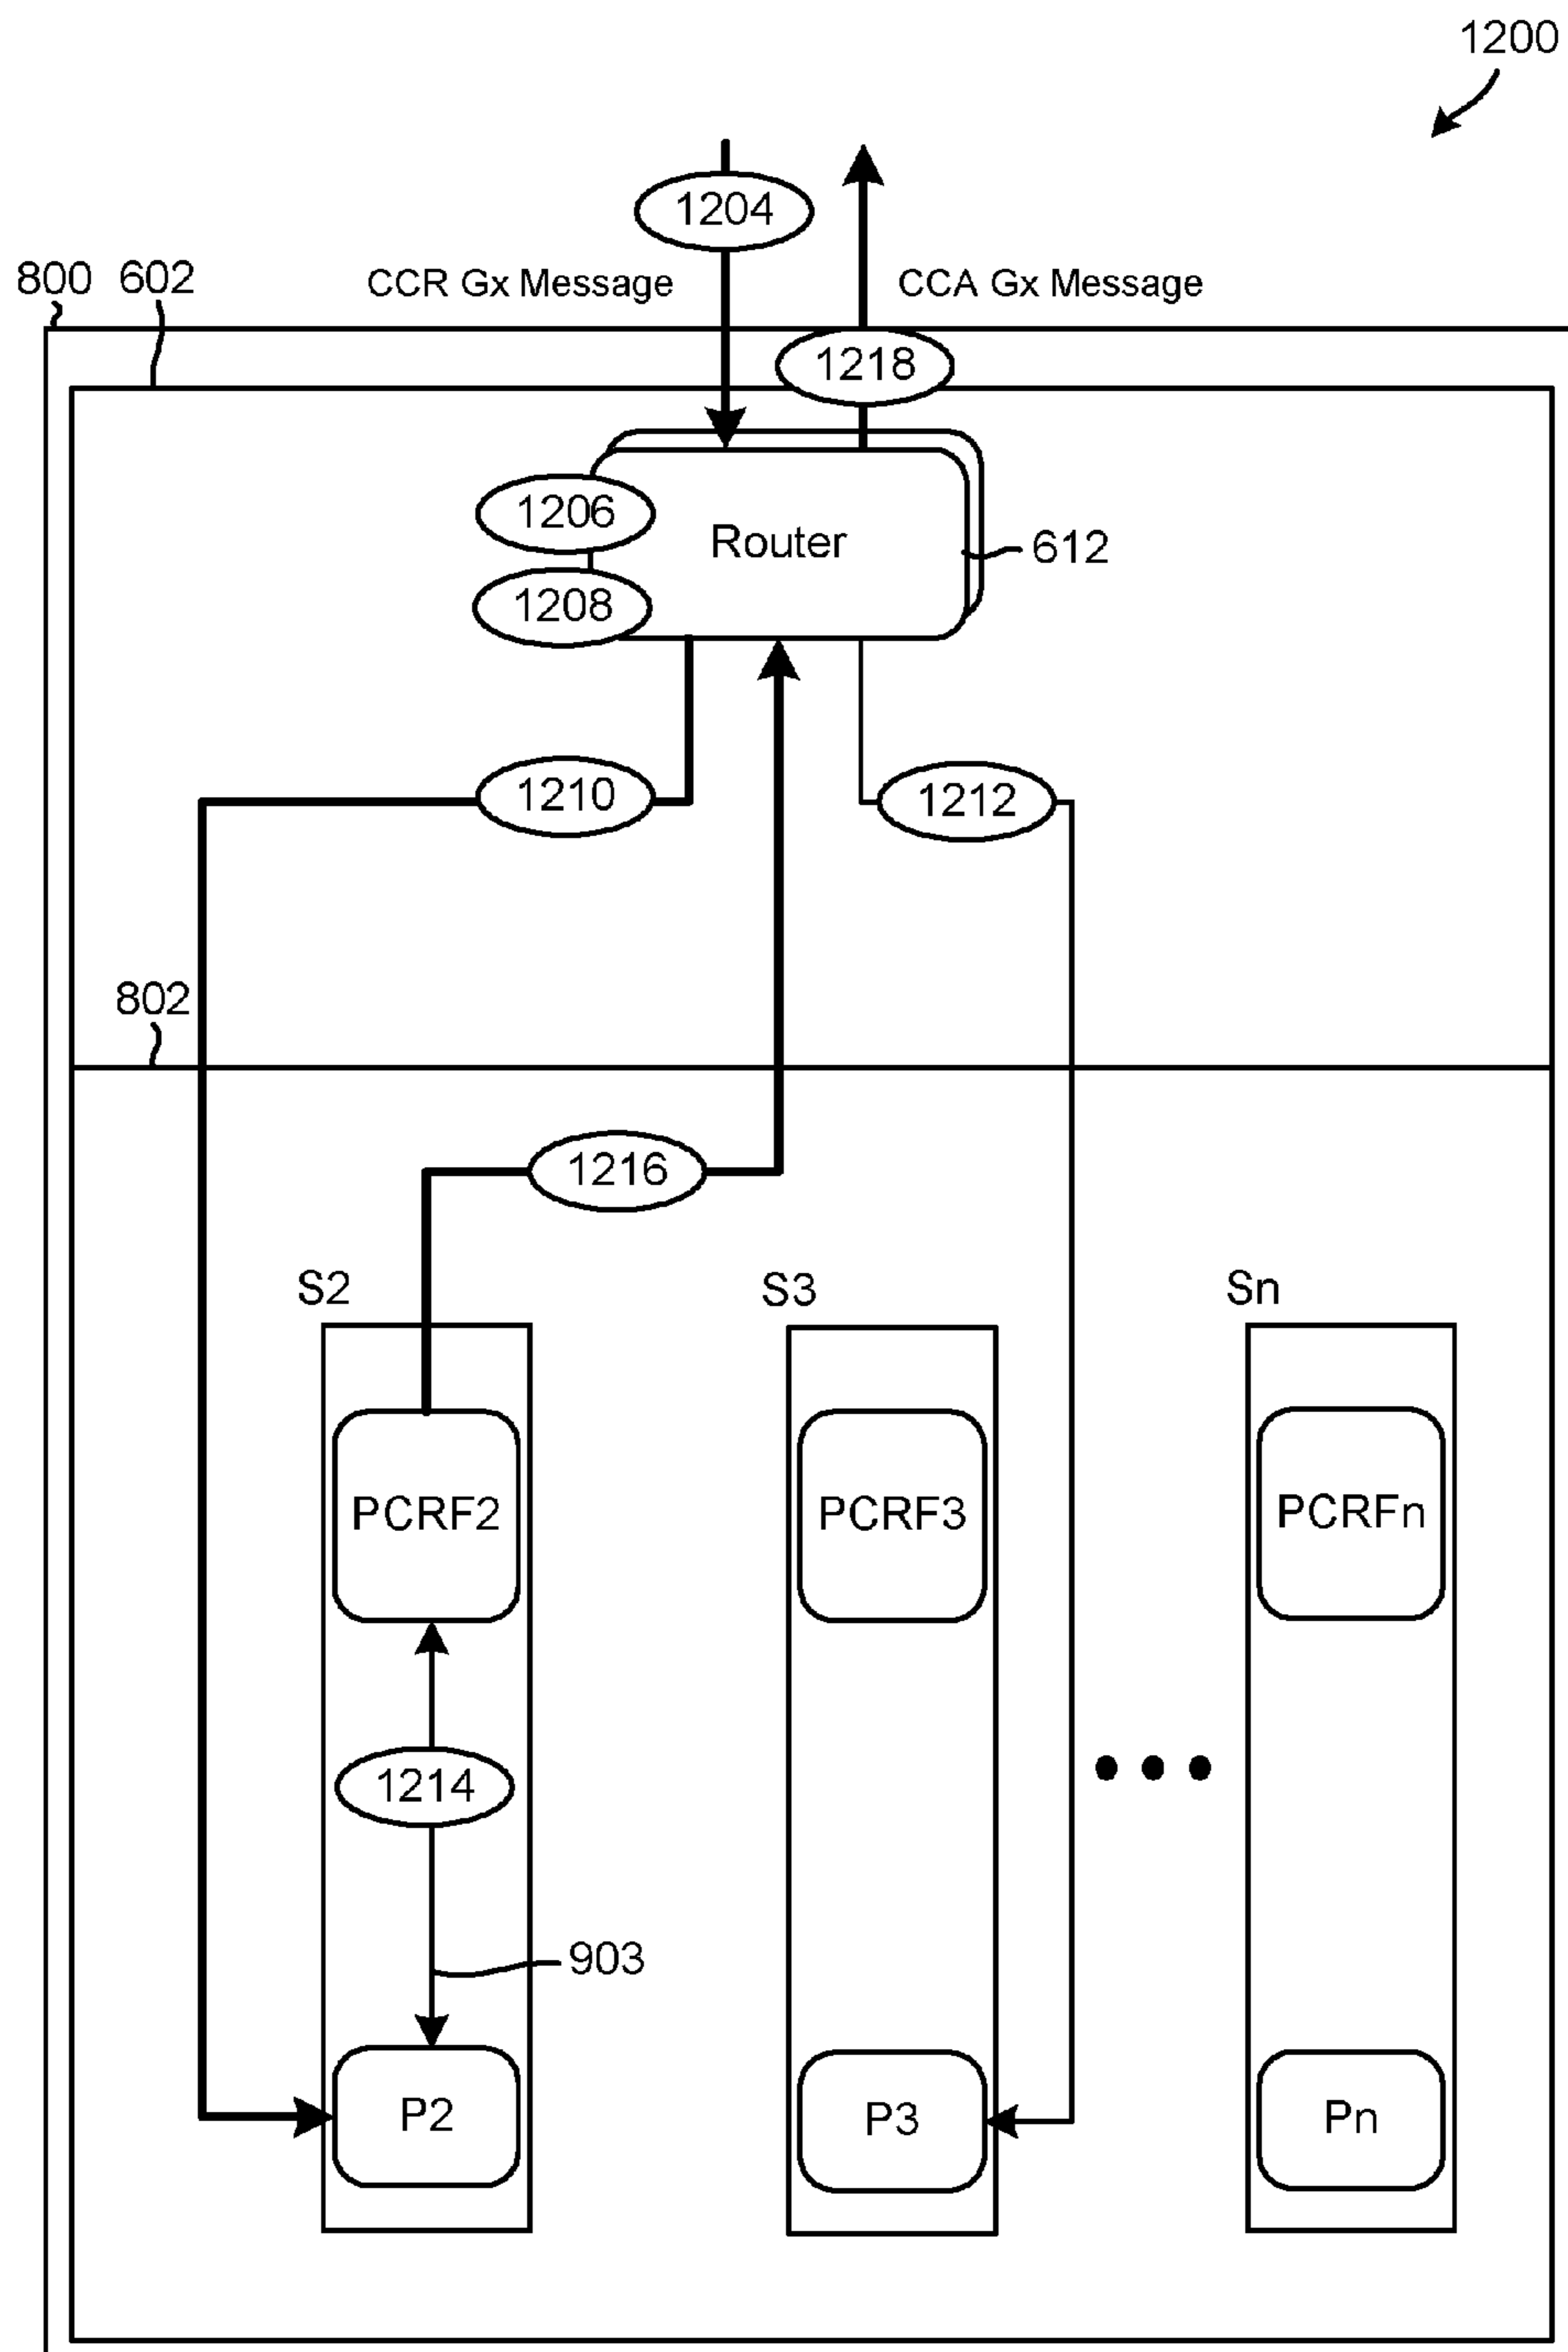 1200
1204
800
602
CCR Gx Message
CCA Gx Message
1218
1206
Router
612
1208
1210
1212
802
1216
S2
S3
Sn
PCRF2
PCRF3
PCRFn
1214
903
P2
P3
Pn